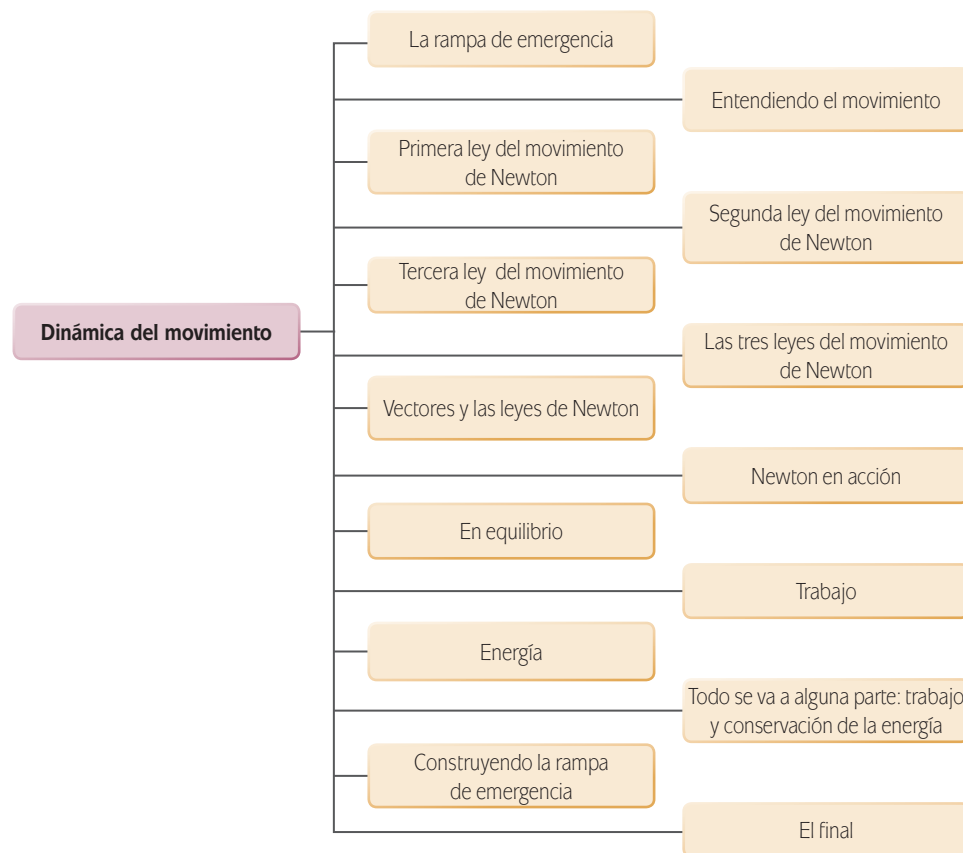 La rampa de emergencia
Entendiendo el movimiento
Primera ley del movimiento
de Newton
Segunda ley del movimiento
de Newton
Tercera ley del movimiento
de Newton
Dinámica del movimiento
Las tres leyes del movimiento
de Newton
Vectores y las leyes de Newton
Newton en acción
En equilibrio
Trabajo
Energía
Todo se va a alguna parte: trabajo
y conservación de la energía
Construyendo la rampa
de emergencia
El final